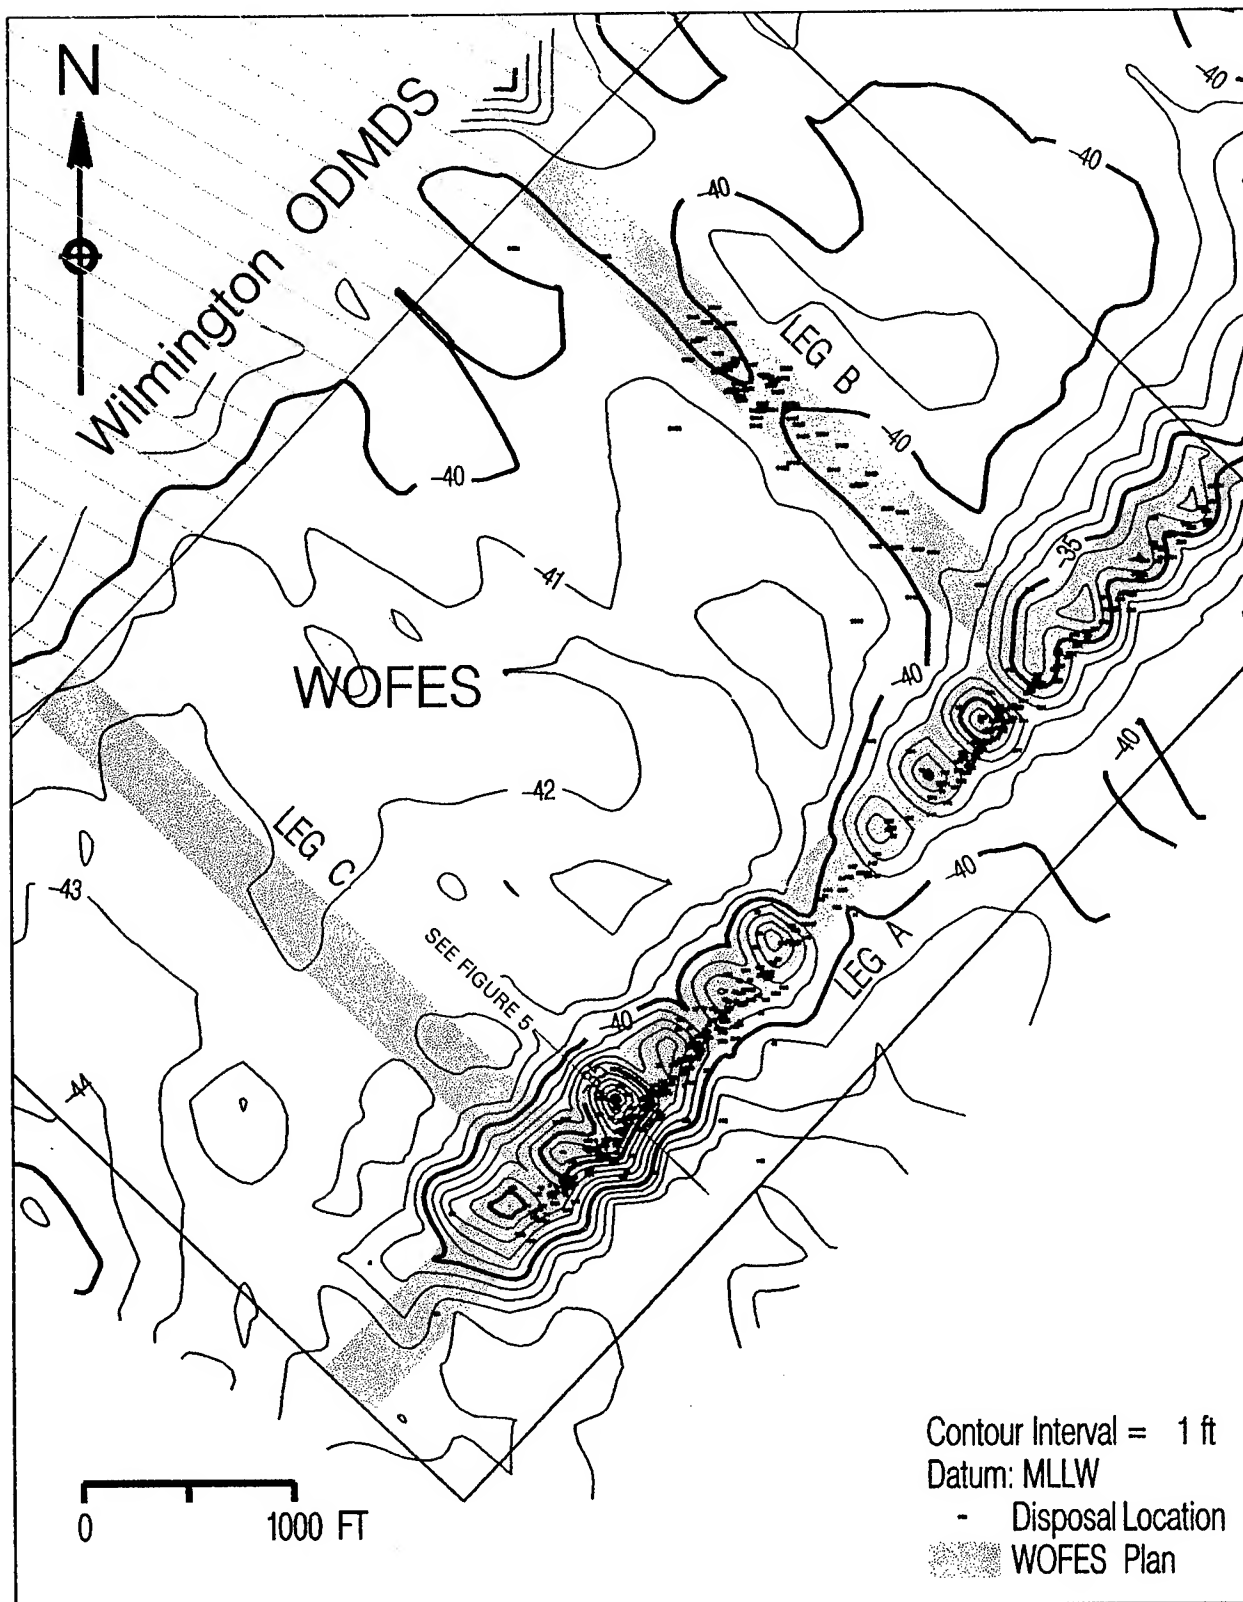 N
Wilmington ODMDS
-40
-40
-40
LEG B
-40
-40
-35
-41
WOFES
-40
-40
-42
LEG C
-43
-40
SEE FIGURE 5
LEG A
-40
-44
Contour Interval = 1 ft
Datum: MLLW
- Disposal Location
WOFES Plan
0 1000 FT